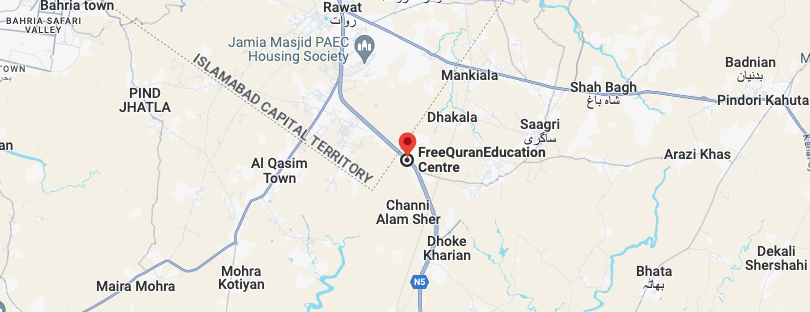 Bahria town
BAHRIA SAFARI
VALLEY
Rawat
روات
Jamia Masjid PAEC
Housing Society
ISLAMABAD CAPITAL TERRITORY
PIND
JHATLA
Mankiala
Shah Bagh
شاہ باغ
Badnian
بدنیان
Pindori Kahuta
Dhakala
Saagri
ساگری
FreeQuranEducation
Centre
Arazi Khas
Al Qasim
Town
Channi
Alam Sher
Dhoke
Kharian
N5
Mohra
Kotiyan
Maira Mohra
Bhata
بھاٹہ
Dekali
Shershahi
TOWN
an